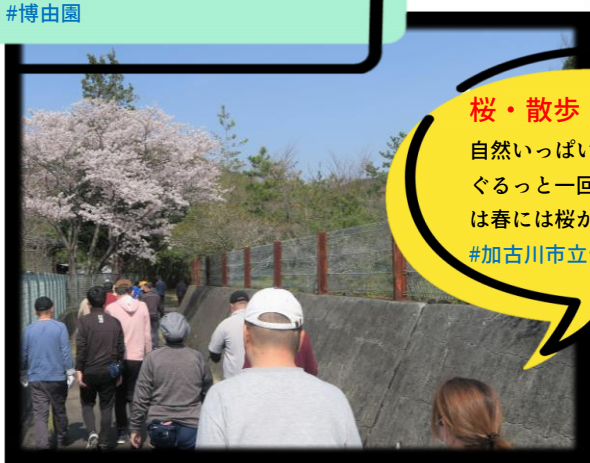 #博由園
桜・散歩
自然いっぱい
ぐるっと一回
は春には桜か
#加古川市立